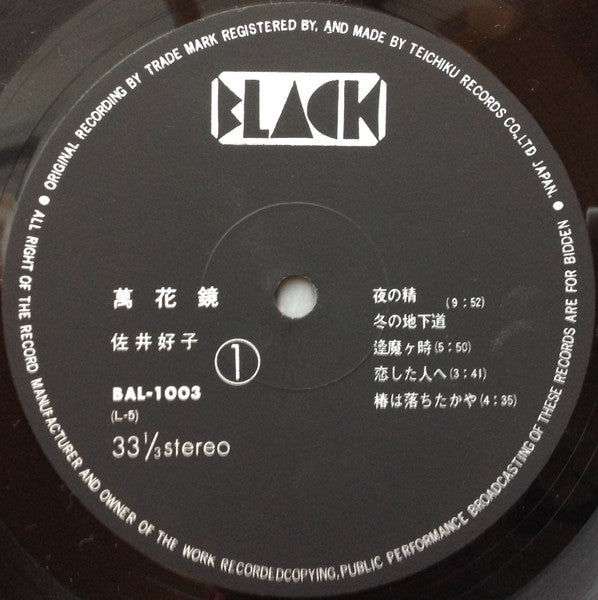 ● ORIGINAL RECORDING BY TRADE MARK REGISTERED BY, AND MADE BY TEICHIKU RECORDS CO., LTD JAPAN.
● ALL RIGHT OF THE RECORD MANUFACTURER AND OWNER OF THE WORK RECORDEDCOPYING, PUBLIC PERFORMANCE BROADCASTING OF THESE RECORDS ARE FOR BIDDEN
BLACK
萬花鏡
佐井好子
1
BAL-1003
(L-5)
33 1/3 stereo
夜の精 (9:52)
冬の地下道
逢魔ヶ時(5:50)
恋した人へ(3:41)
椿は落ちたかや(4:35)